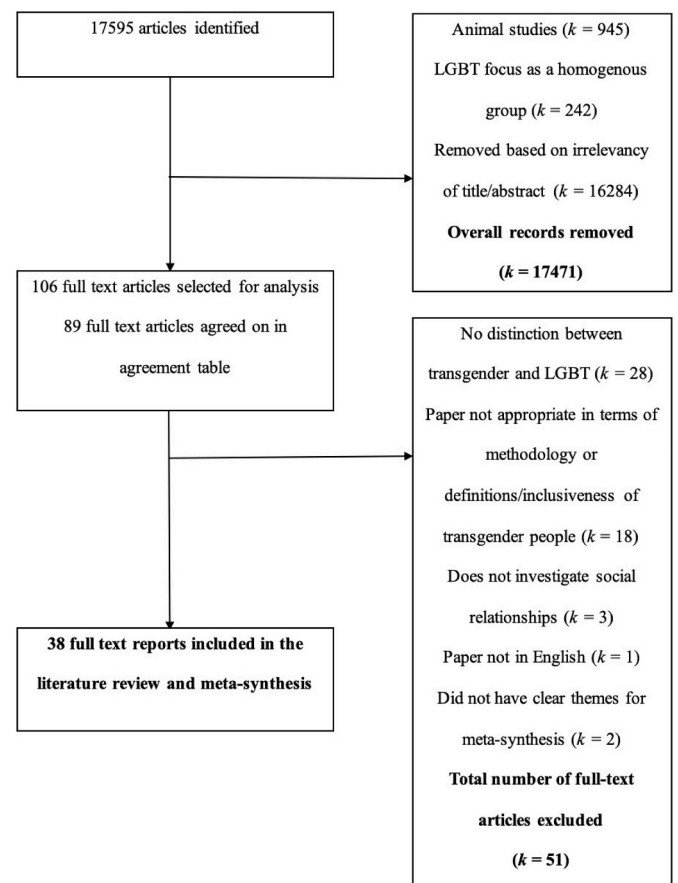 17595 articles identified
Animal studies (k = 945)
LGBT focus as a homogenous
group (k = 242)
Removed based on irrelevancy
of title/abstract (k = 16284)
Overall records removed
(k = 17471)
106 full text articles selected for analysis
89 full text articles agreed on in
agreement table
No distinction between
transgender and LGBT (k = 28)
Paper not appropriate in terms of
methodology or
definitions/inclusiveness of
transgender people (k = 18)
Does not investigate social
relationships (k = 3)
Paper not in English (k = 1)
Did not have clear themes for
meta-synthesis (k = 2)
Total number of full-text
articles excluded
(k = 51)
38 full text reports included in the
literature review and meta-synthesis